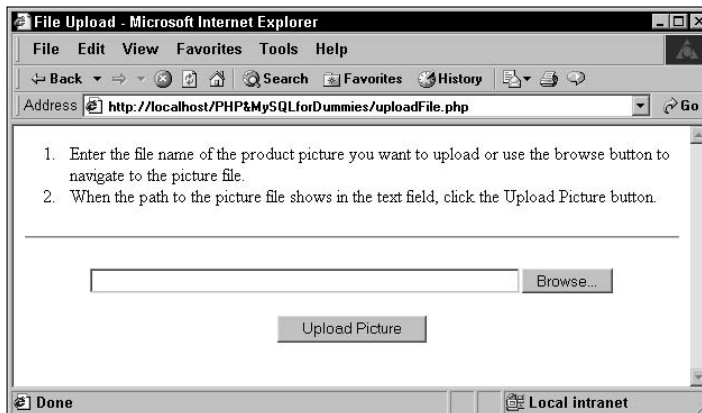 File Upload - Microsoft Internet Explorer
File Edit View Favorites Tools Help
Back Search Favorites History
Address http://localhost/PHP&MySQLforDummies/uploadFile.php Go
1. Enter the file name of the product picture you want to upload or use the browse button to
navigate to the picture file.
2. When the path to the picture file shows in the text field, click the Upload Picture button.
Browse...
Upload Picture
Done Local intranet